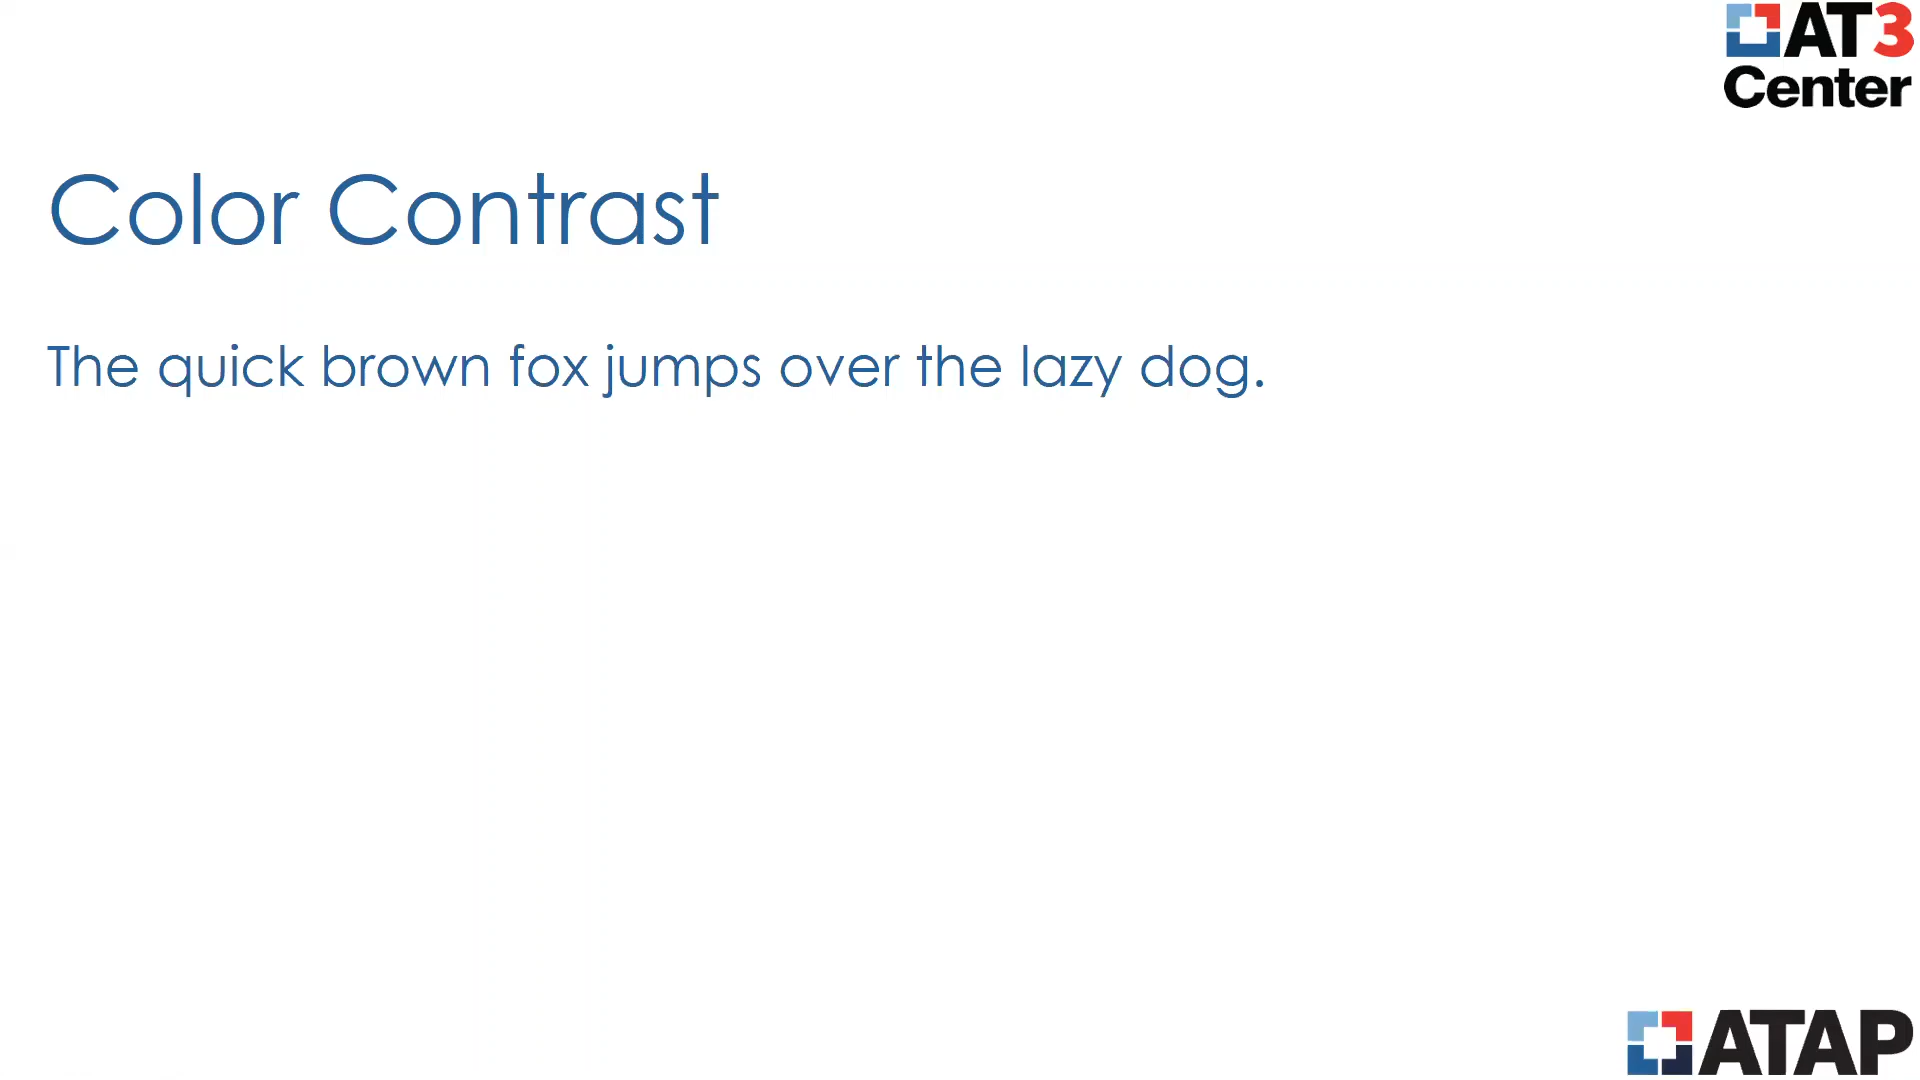 AT3
Center
Color Contrast
The quick brown fox jumps over the lazy dog.
ATAP